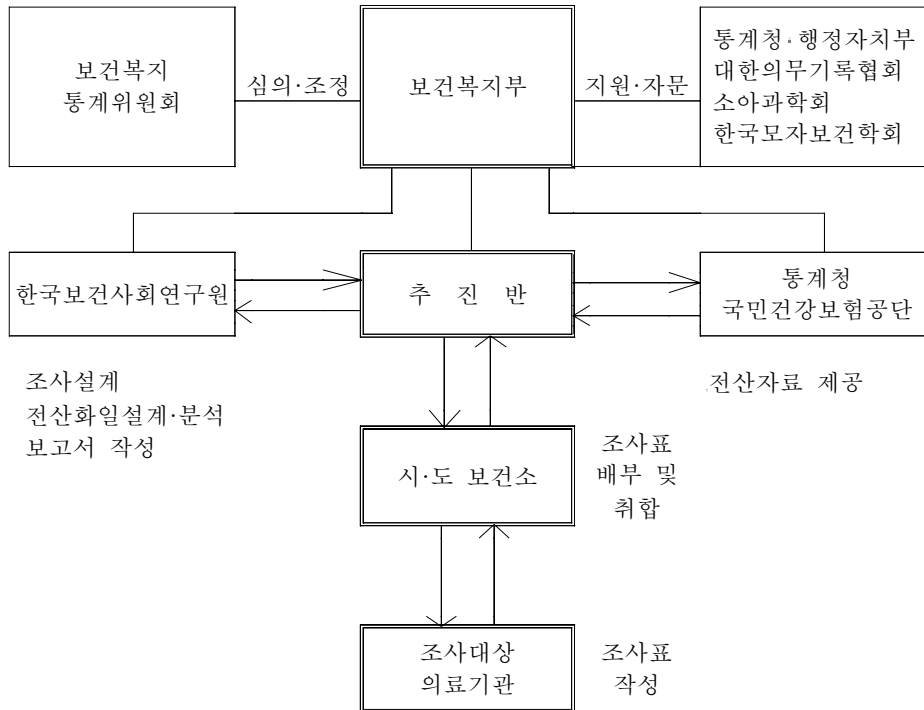 보건복지
통계위원회
심의·조정
보건복지부
지원·자문
통계청·행정자치부
대한의무기록협회
소아과학회
한국모자보건학회
한국보건사회연구원
추 진 반
통계청
국민건강보험공단
조사설계
전산화일설계·분석
보고서 작성
전산자료 제공
시·도 보건소
조사표
배부 및
취합
조사대상
의료기관
조사표
작성